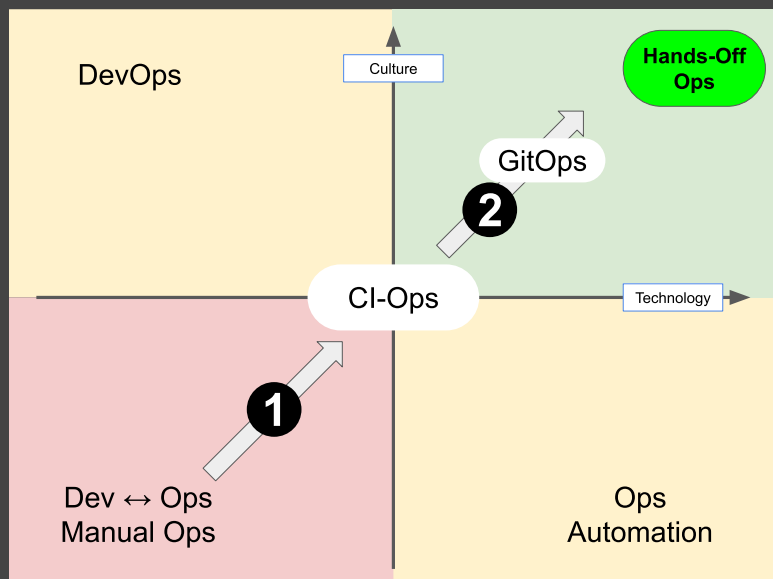 DevOps
Culture
Hands-Off
Ops
GitOps
2
CI-Ops
Technology
1
Dev ↔ Ops
Manual Ops
Ops
Automation